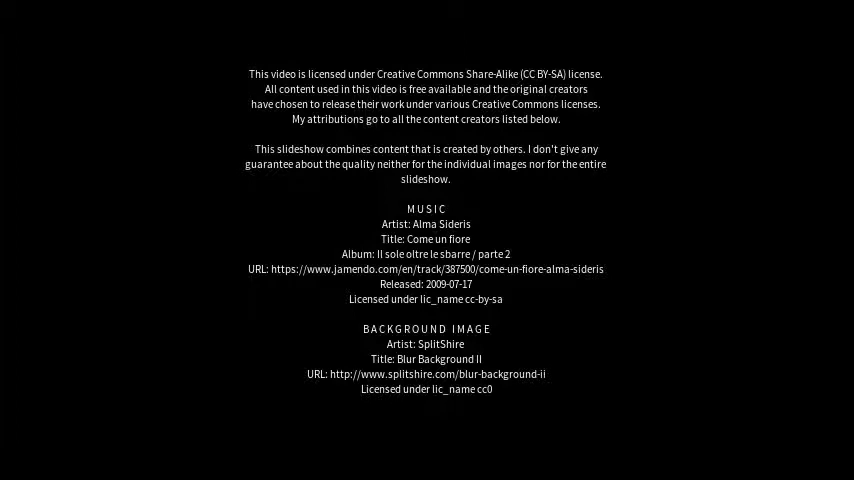 This video is licensed under Creative Commons Share-Alike (CC BY-SA) license.
All content used in this video is free available and the original creators
have chosen to release their work under various Creative Commons licenses.
My attributions go to all the content creators listed below.
This slideshow combines content that is created by others. I don't give any
guarantee about the quality neither for the individual images nor for the entire
slideshow.
MUSIC
Artist: Alma Sideris
Title: Come un fiore
Album: Il sole oltre le sbarre / parte 2
URL: https://www.jamendo.com/en/track/387500/come-un-fiore-alma-sideris
Released: 2009-07-17
Licensed under lic_name cc-by-sa
BACKGROUND IMAGE
Artist: SplitShire
Title: Blur Background II
URL: http://www.splitshire.com/blur-background-ii
Licensed under lic_name cc0